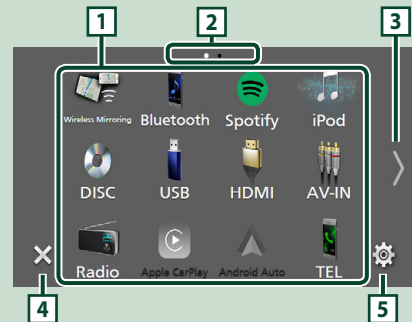 1
2
3
Wireless Mirroring Bluetooth Spotify iPod
DISC USB HDMI AV-IN
Radio Apple CarPlay Android Auto TEL
4
5